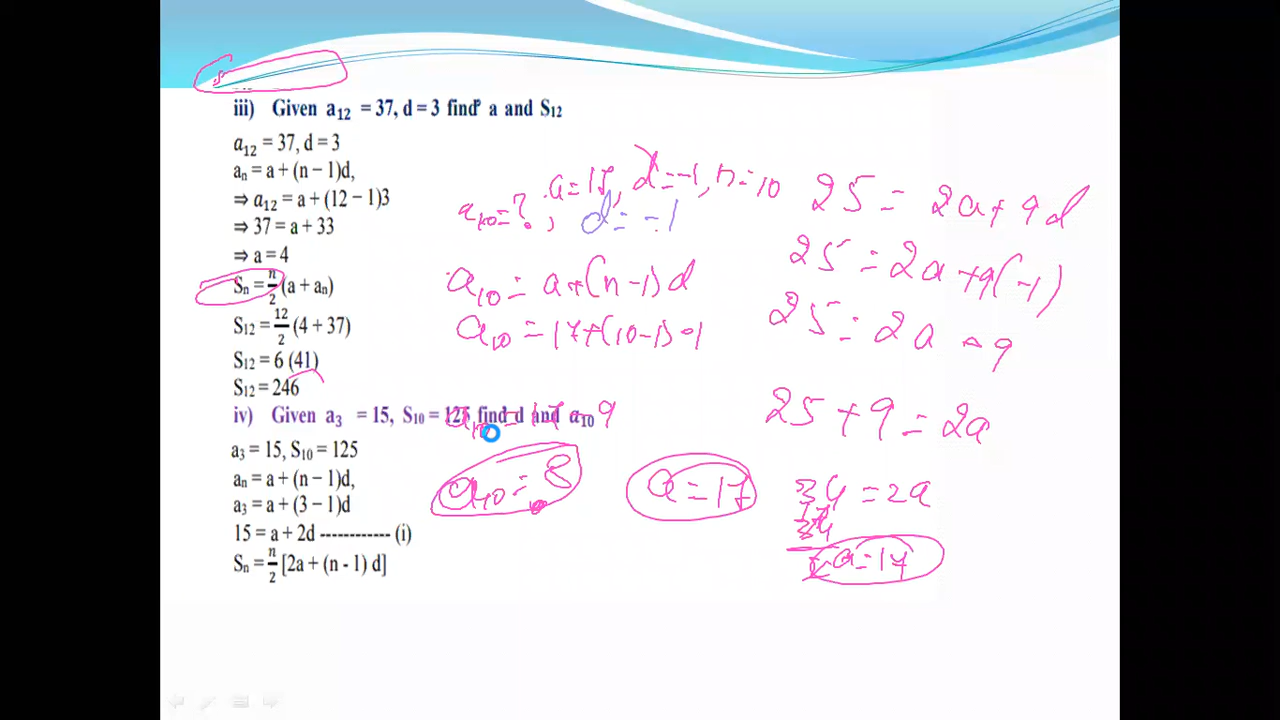 iii) Given a₁₂ = 37, d = 3 find a and S₁₂
a₁₂ = 37, d = 3
aₙ = a + (n – 1)d,
⇒ a₁₂ = a + (12 – 1)3
⇒ 37 = a + 33
⇒ a = 4
Sₙ = n/2 (a + aₙ)
S₁₂ = 12/2 (4 + 37)
S₁₂ = 6 (41)
S₁₂ = 246
iv) Given a₃ = 15, S₁₀ = 125 find d and a₁₀
a₃ = 15, S₁₀ = 125
aₙ = a + (n – 1)d,
a₃ = a + (3 – 1)d
15 = a + 2d ------------ (i)
Sₙ = n/2 [2a + (n - 1) d]
a = 17, d = -1, n = 10
a₁₀ = ?, d = -1
a₁₀ = a + (n - 1) d
a₁₀ = 17 + (10 - 1) - 1
a₁₀ = 17 - 9
a₁₀ = 8
a = 17
25 = 2a + 9d
25 = 2a + 9(-1)
25 = 2a - 9
25 + 9 = 2a
34 = 2a
a = 17